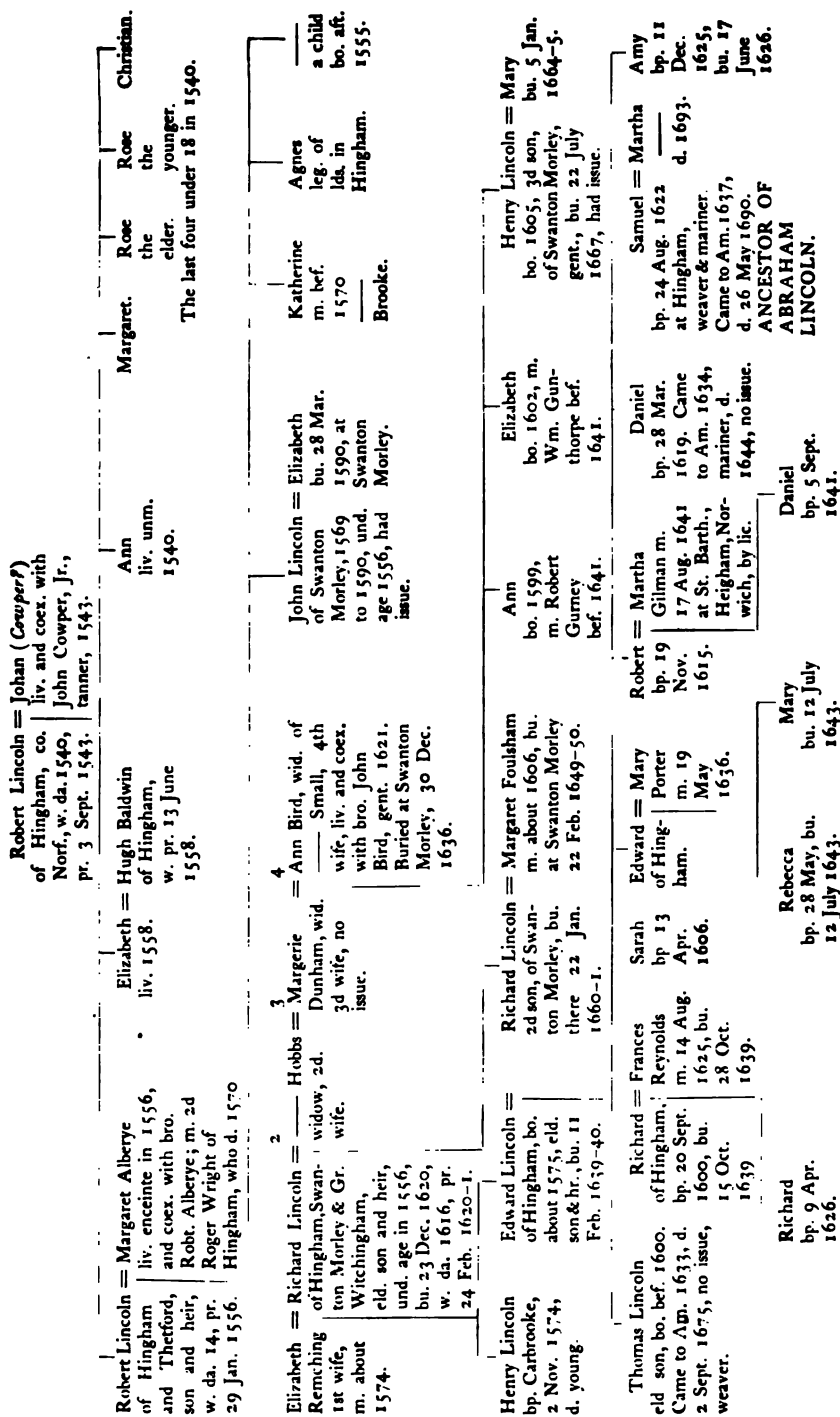 Robert Lincoln = Johan (Cowper?)
of Hingham, co.
Norf., w. da. 1540,
pr. 3 Sept. 1543.
liv. and coex. with
John Cowper, Jr.,
tanner, 1543.
Robert Lincoln = Margaret Alberye
of Hingham
and Thetford,
son and heir,
w. da. 14, pr.
29 Jan. 1556.
liv. enceinte in 1556,
and coex. with bro.
Robt. Alberye; m. 2d
Roger Wright of
Hingham, who d. 1570
Elizabeth = Hugh Baldwin
liv. 1558.
of Hingham,
w. pr. 13 June
1558.
Ann
liv. unm.
1540.
Margaret.
Rose
the
elder.
Rose
the
younger.
Christian.
The last four under 18 in 1540.
Elizabeth = Richard Lincoln =
Remching
1st wife,
m. about
1574.
of Hingham, Swan-
ton Morley & Gr.
Witchingham,
eld. son and heir,
und. age in 1556,
bu. 23 Dec. 1620,
w. da. 1616, pr.
24 Feb. 1620-1.
2
—— Hobbs =
widow, 2d.
wife.
3
Margerie
Dunham, wid.
3d wife, no
issue.
4
= Ann Bird, wid. of
—— Small, 4th
wife, liv. and coex.
with bro. John
Bird, gent. 1621.
Buried at Swanton
Morley, 30 Dec.
1636.
John Lincoln = Elizabeth
of Swanton
Morley, 1569
to 1590, und.
age 1556, had
issue.
bu. 28 Mar.
1590, at
Swanton
Morley.
Katherine
m. bef.
1570
——
Brooke.
Agnes
leg. of
lds. in
Hingham.
——
a child
bo. aft.
1555.
Henry Lincoln
bp. Carbrooke,
2 Nov. 1574,
d. young.
Edward Lincoln =
of Hingham, bo.
about 1575, eld.
son & hr., bu. 11
Feb. 1639-40.
Richard Lincoln = Margaret Foulsham
2d son, of Swan-
ton Morley, bu.
there 22 Jan.
1660-1.
m. about 1606, bu.
at Swanton Morley
22 Feb. 1649-50.
Ann
bo. 1599,
m. Robert
Gurney
bef. 1641.
Elizabeth
bo. 1602, m.
Wm. Gun-
thorpe bef.
1641.
Henry Lincoln = Mary
bo. 1605, 3d son,
of Swanton Morley,
gent., bu. 22 July
1667, had issue.
bu. 5 Jan.
1664-5.
Thomas Lincoln
eld son, bo. bef. 1600.
Came to Am. 1633, d.
2 Sept. 1675, no issue,
weaver.
Richard = Frances
of Hingham,
bp. 20 Sept.
1600, bu.
15 Oct.
1639
Reynolds
m. 14 Aug.
1625, bu.
28 Oct.
1639.
Sarah
bp 13
Apr.
1606.
Edward = Mary
of Hing-
ham.
Porter
m. 19
May
1636.
Robert = Martha
bp. 19
Nov.
1615.
Gilman m.
17 Aug. 1641
at St. Barth.,
Heigham, Nor-
wich, by lic.
Daniel
bp. 28 Mar.
1619. Came
to Am. 1634,
mariner, d.
1644, no issue.
Samuel = Martha
bp. 24 Aug. 1622
at Hingham,
weaver & mariner.
Came to Am. 1637,
d. 26 May 1690.
ANCESTOR OF
ABRAHAM
LINCOLN.
——
d. 1693.
Amy
bp. 11
Dec.
1625,
bu. 17
June
1626.
Richard
bp. 9 Apr.
1626.
Rebecca
bp. 28 May, bu.
12 July 1643.
Mary
bu. 12 July
1643.
Daniel
bp. 5 Sept.
1641.